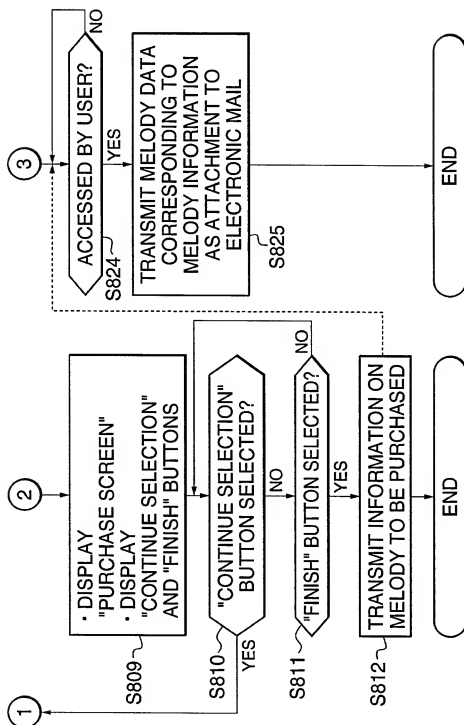 1
2
· DISPLAY
"PURCHASE SCREEN"
· DISPLAY
"CONTINUE SELECTION"
AND "FINISH" BUTTONS
S809
"CONTINUE SELECTION"
BUTTON SELECTED?
S810
YES
NO
"FINISH" BUTTON SELECTED?
S811
NO
YES
TRANSMIT INFORMATION ON
MELODY TO BE PURCHASED
S812
END
3
ACCESSED BY USER?
S824
NO
YES
TRANSMIT MELODY DATA
CORRESPONDING TO
MELODY INFORMATION
AS ATTACHMENT TO
ELECTRONIC MAIL
S825
END